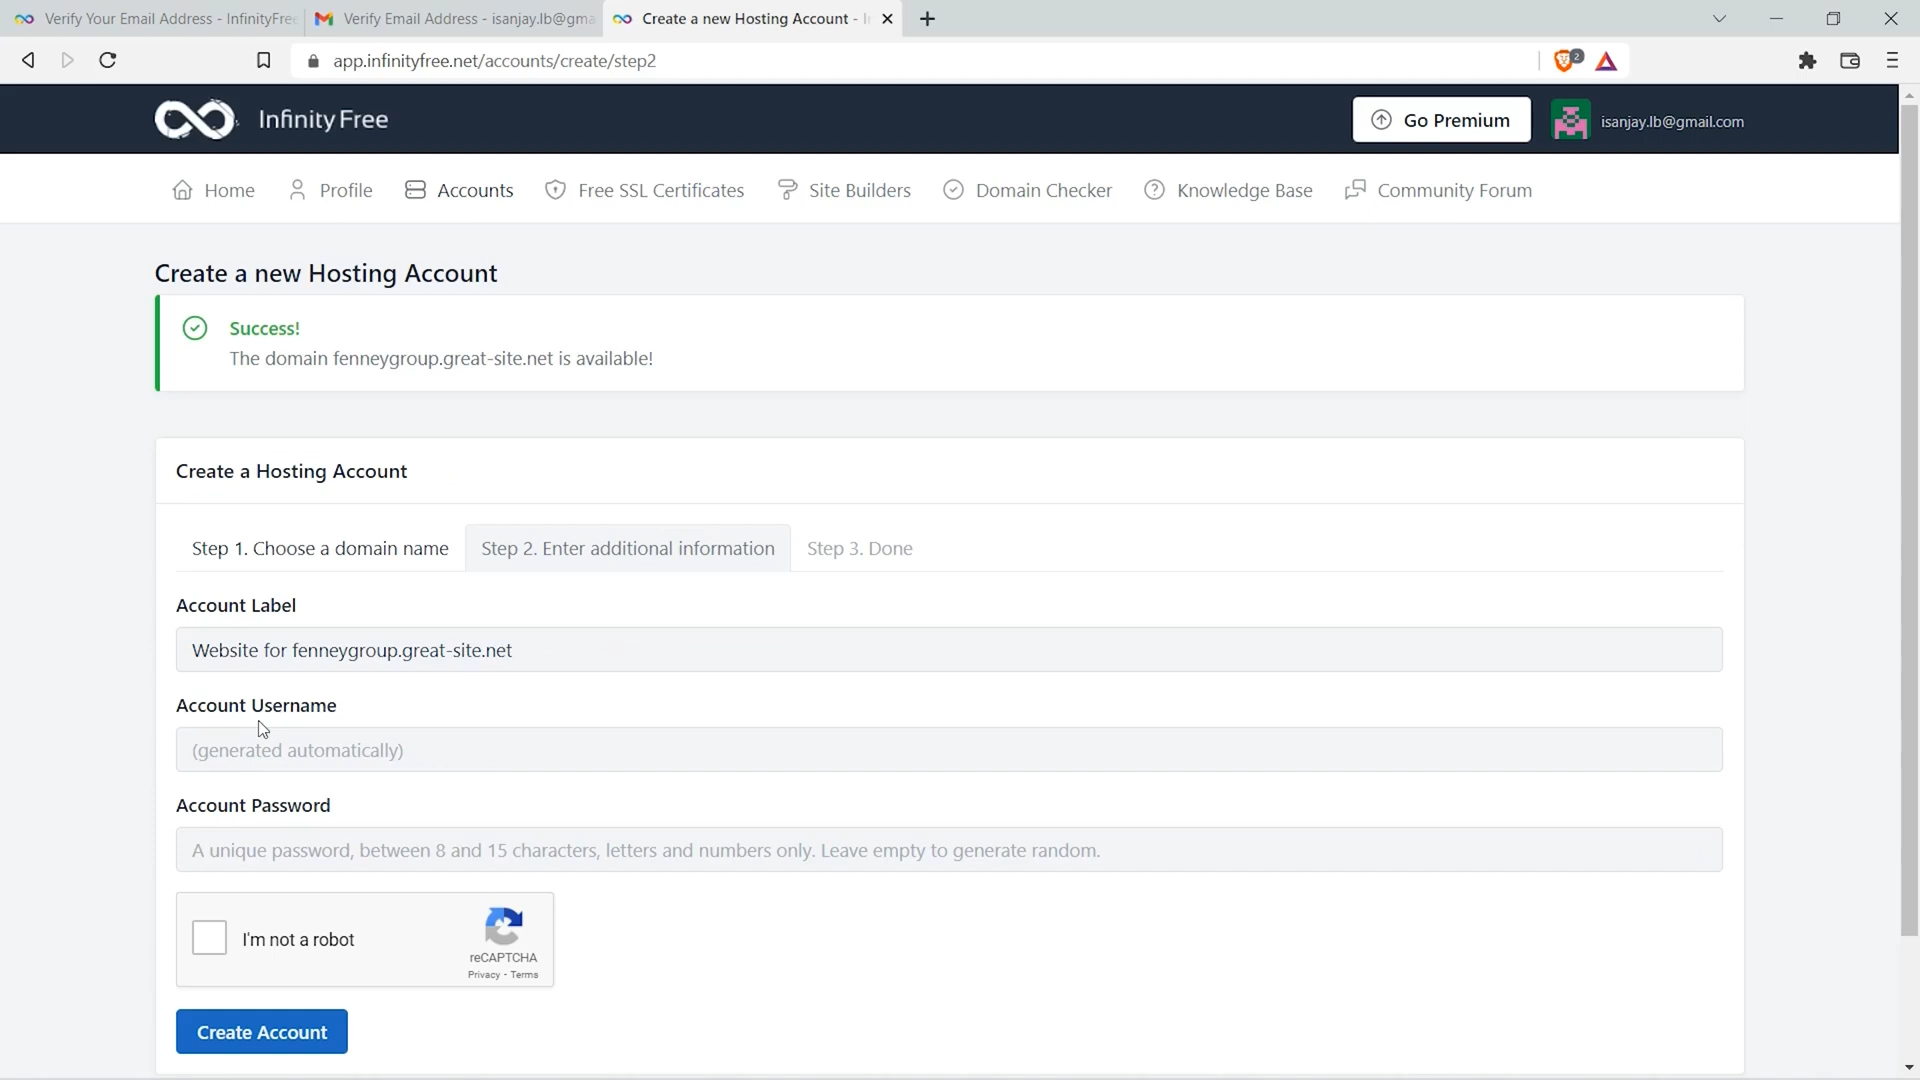 Verify Your Email Address - InfinityFree
Verify Email Address - isanjay.lb@gma
Create a new Hosting Account - I
app.infinityfree.net/accounts/create/step2
2
Infinity Free
Go Premium
isanjay.lb@gmail.com
Home
Profile
Accounts
Free SSL Certificates
Site Builders
Domain Checker
Knowledge Base
Community Forum
Create a new Hosting Account
Success!
The domain fenneygroup.great-site.net is available!
Create a Hosting Account
Step 1. Choose a domain name
Step 2. Enter additional information
Step 3. Done
Account Label
Website for fenneygroup.great-site.net
Account Username
(generated automatically)
Account Password
A unique password, between 8 and 15 characters, letters and numbers only. Leave empty to generate random.
I'm not a robot
reCAPTCHA
Privacy - Terms
Create Account